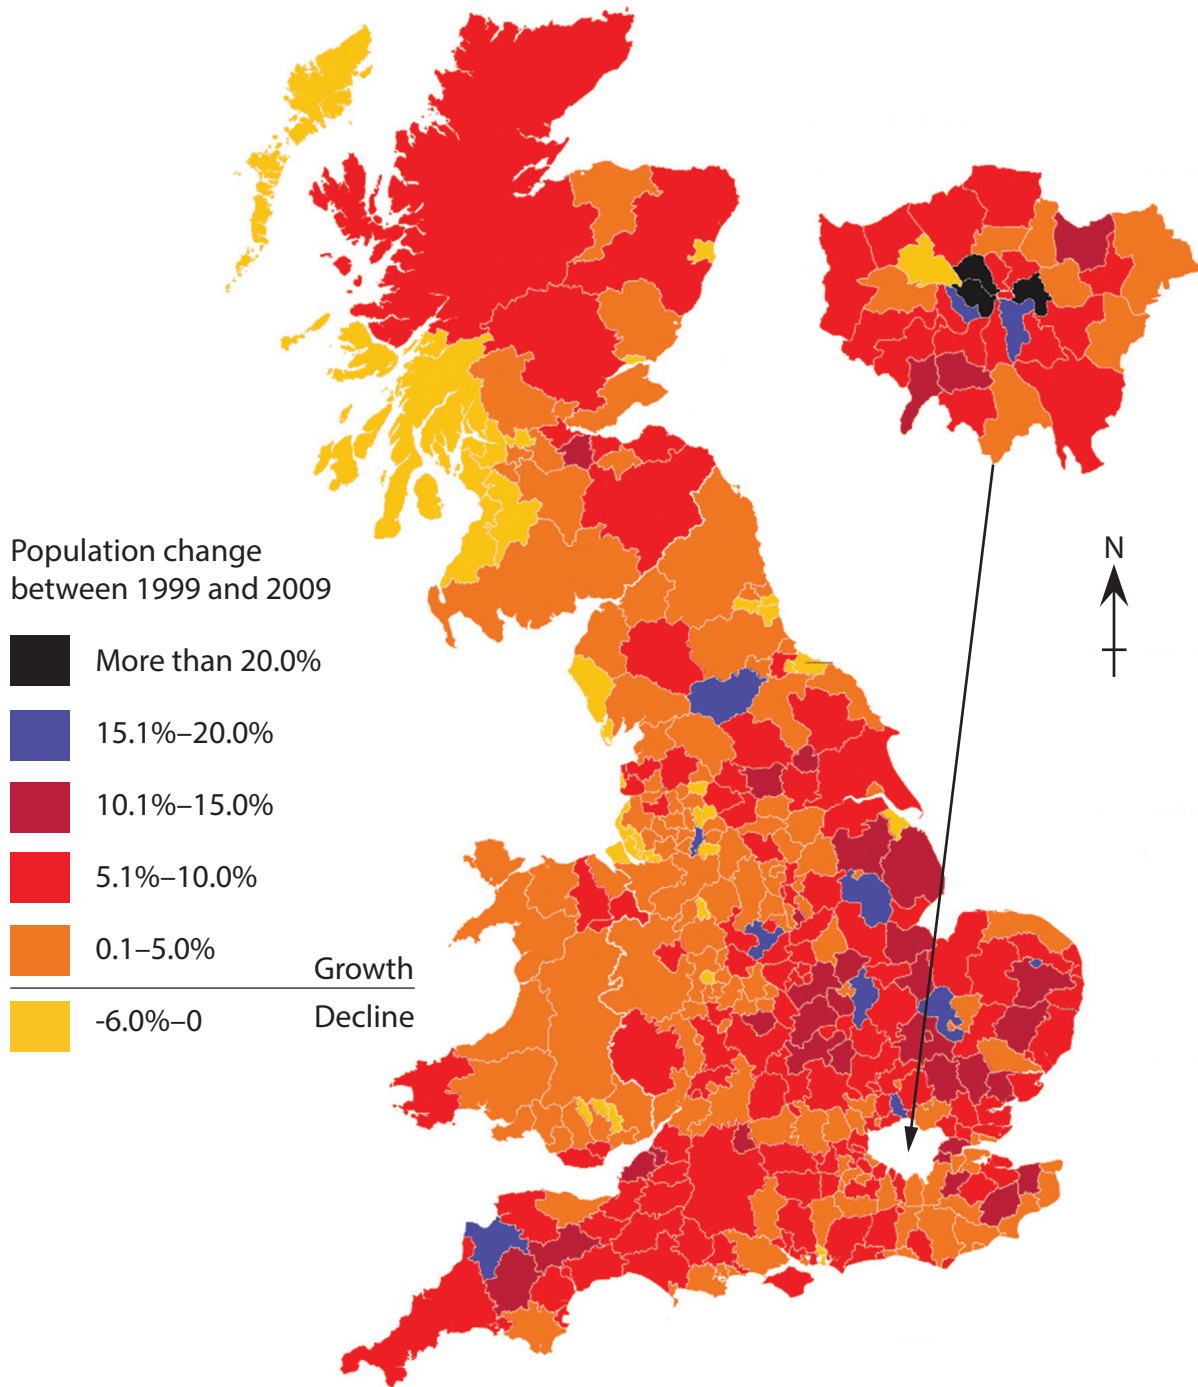 Population change
between 1999 and 2009
More than 20.0%
15.1%–20.0%
10.1%–15.0%
5.1%–10.0%
0.1–5.0%
Growth
Decline
-6.0%–0
N